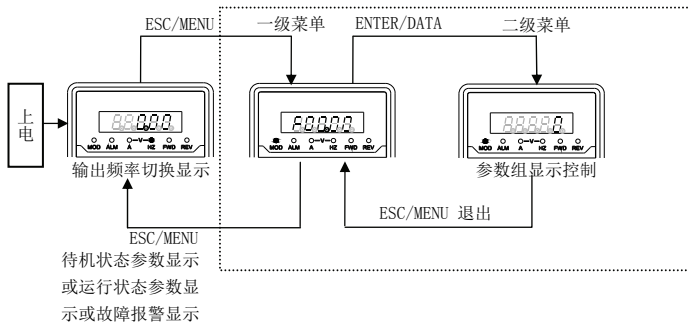 ESC/MENU
一级菜单
ENTER/DATA
二级菜单
上电
0.00
MOD ALM A V HZ FWD REV
输出频率切换显示
F00.00
MOD ALM A V HZ FWD REV
0
MOD ALM A V HZ FWD REV
参数组显示控制
ESC/MENU 退出
ESC/MENU
待机状态参数显示
或运行状态参数显
示或故障报警显示